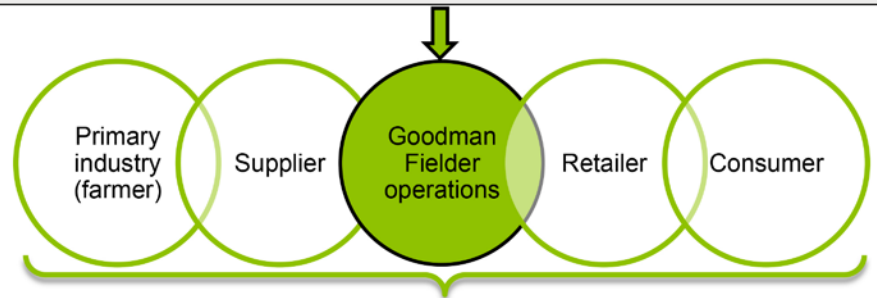 Primary
industry
(farmer)
Supplier
Goodman
Fielder
operations
Retailer
Consumer